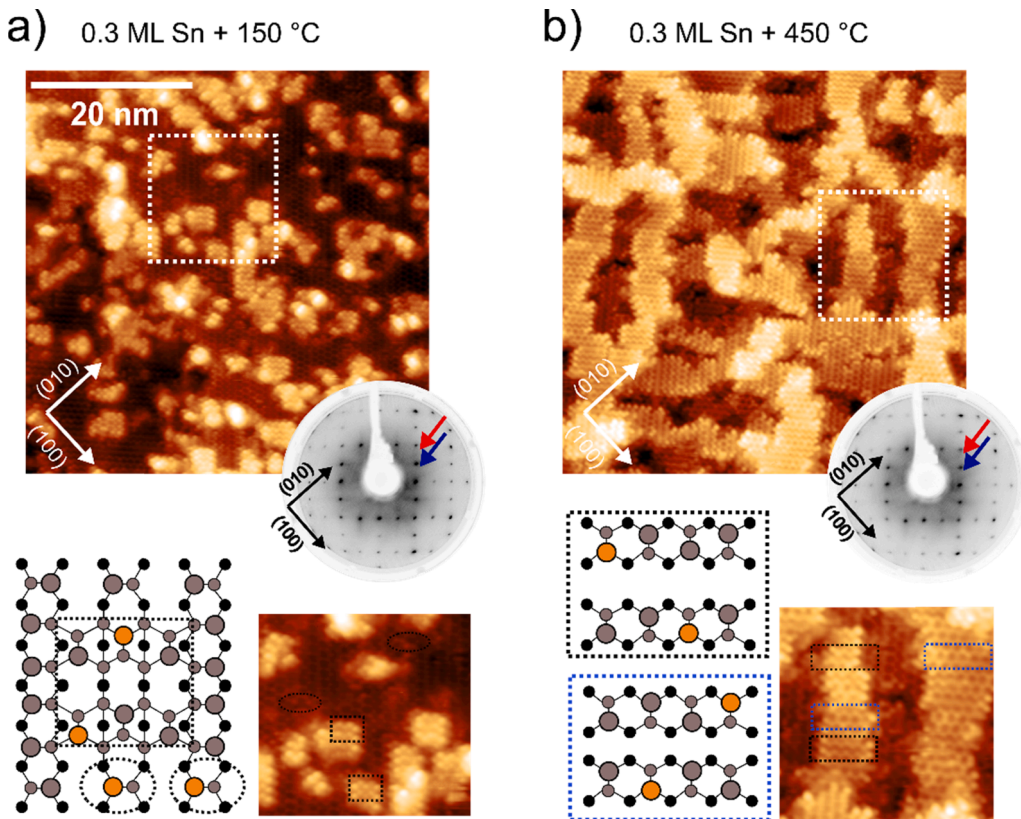 a) 0.3 ML Sn + 150 °C
b) 0.3 ML Sn + 450 °C
20 nm
(010)
(100)
(010)
(100)
(010)
(100)
(010)
(100)